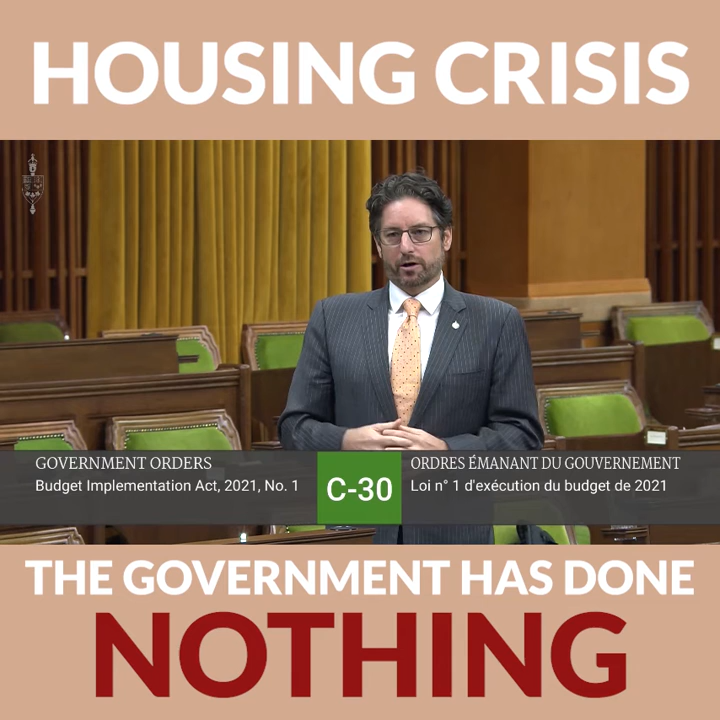 HOUSING CRISIS
GOVERNMENT ORDERS
Budget Implementation Act, 2021, No. 1
C-30
ORDRES ÉMANANT DU GOUVERNEMENT
Loi n° 1 d'exécution du budget de 2021
THE GOVERNMENT HAS DONE
NOTHING